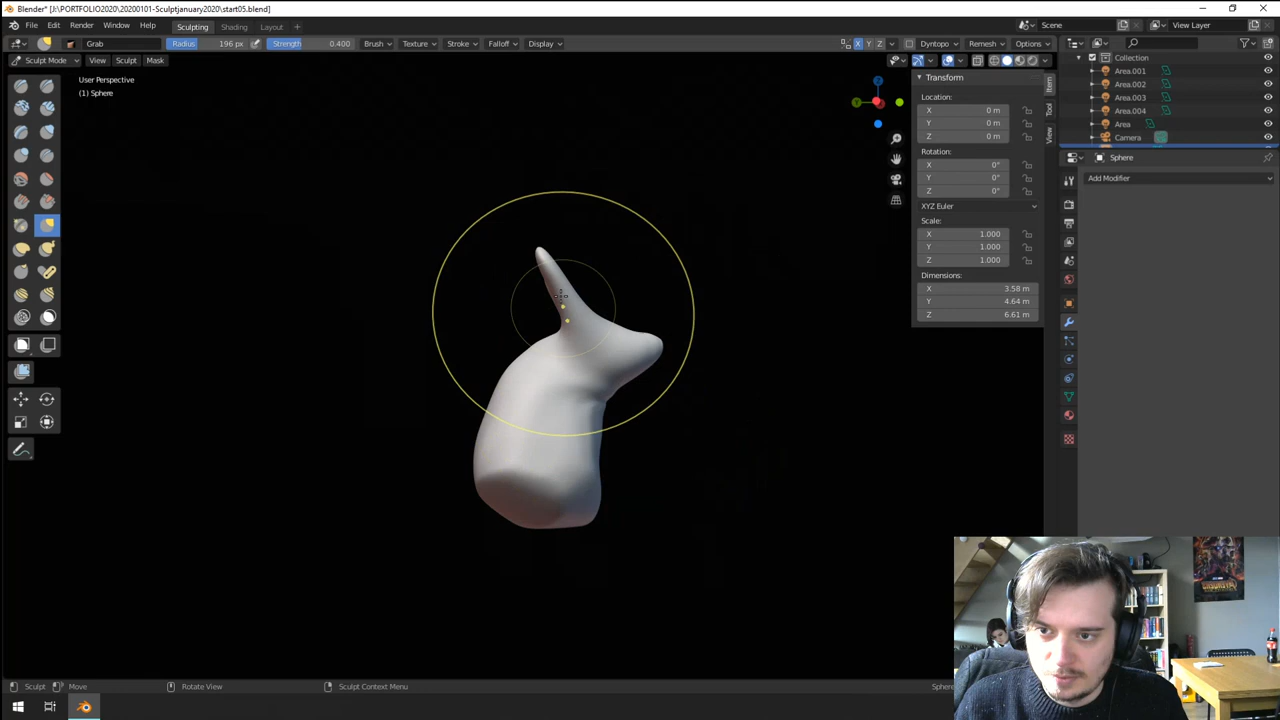 Blender* [J:\PORTFOLIO2020\20200101-Sculptjanuary2020\start05.blend]
File Edit Render Window Help Sculpting Shading Layout + Scene View Layer
Grab Radius 196 px Strength 0.400 Brush Texture Stroke Falloff Display X Y Z Dyntopo Remesh Options
Sculpt Mode View Sculpt Mask
User Perspective
(1) Sphere
Z
Y
Transform
Location:
X 0 m
Y 0 m
Z 0 m
Rotation:
X 0°
Y 0°
Z 0°
XYZ Euler
Scale:
X 1.000
Y 1.000
Z 1.000
Dimensions:
X 3.58 m
Y 4.64 m
Z 6.61 m
Item
Tool
View
Collection
Area.001
Area.002
Area.003
Area.004
Area
Camera
Sphere
Add Modifier
Sculpt Move Rotate View Sculpt Context Menu Sphere